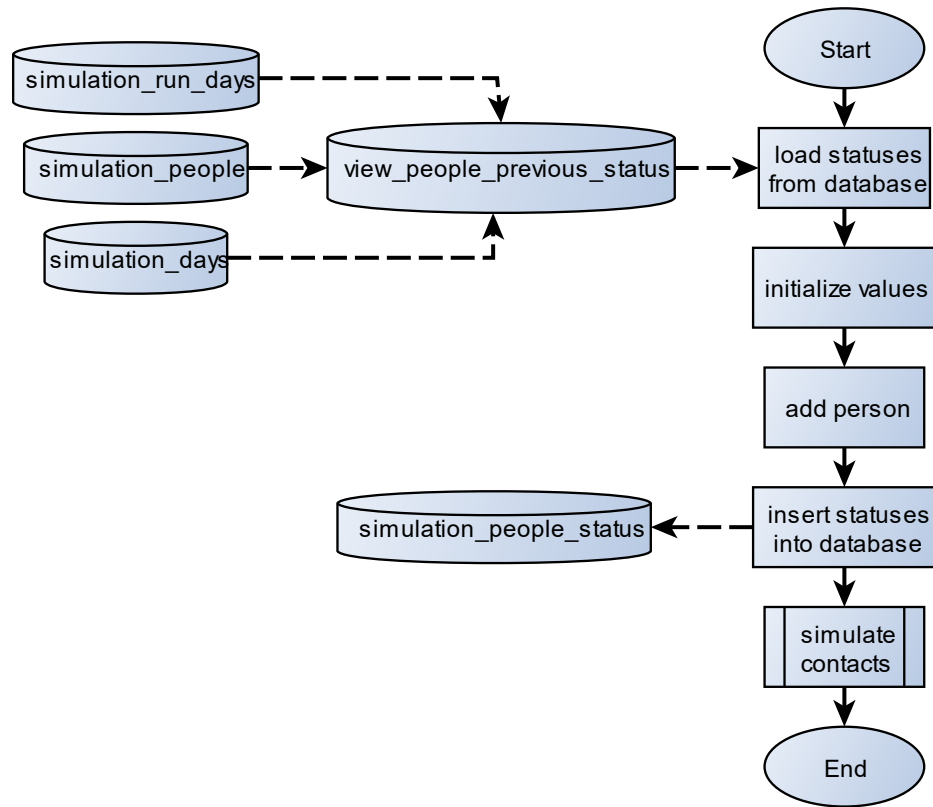 Start
simulation_run_days
simulation_people
view_people_previous_status
load statuses
from database
simulation_days
initialize values
add person
simulation_people_status
insert statuses
into database
simulate
contacts
End